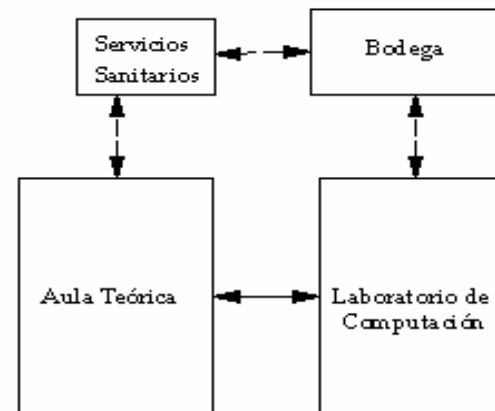 Servicios
Sanitarios
Bodega
Aula Teórica
Laboratorio de
Computación